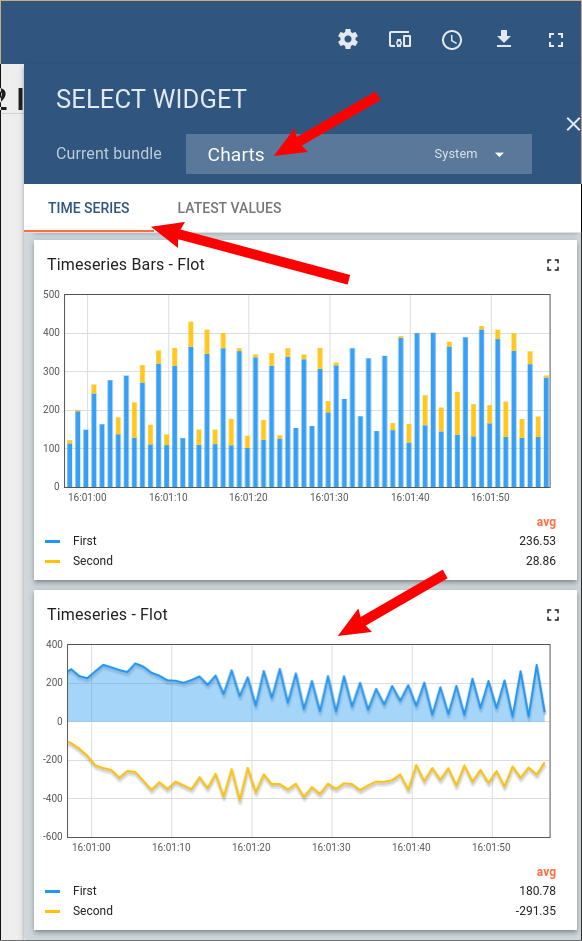 2 I
SELECT WIDGET
Current bundle Charts System
TIME SERIES LATEST VALUES
Timeseries Bars - Flot
500
400
300
200
100
0
16:01:00 16:01:10 16:01:20 16:01:30 16:01:40 16:01:50
avg
First 236.53
Second 28.86
Timeseries - Flot
400
200
0
-200
-400
-600
16:01:00 16:01:10 16:01:20 16:01:30 16:01:40 16:01:50
avg
First 180.78
Second -291.35